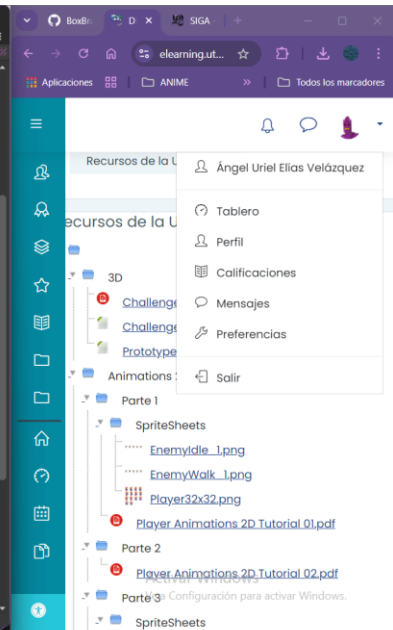 BoxBr
D
SIGA -
elearning.ut...
Aplicaciones
ANIME
»
Todos los marcadores
Recursos de la U
Ángel Uriel Elías Velázquez
ecursos de la U
Tablero
Perfil
3D
Calificaciones
Challenge
Mensajes
Challenge
Preferencias
Prototype
Animations 2
Salir
Parte 1
SpriteSheets
EnemyIdle_1.png
EnemyWalk_1.png
Player32x32.png
Player Animations 2D Tutorial 01.pdf
Parte 2
Player Animations 2D Tutorial 02.pdf
Activar Windows
Parte 3
Ve a Configuración para activar Windows.
SpriteSheets